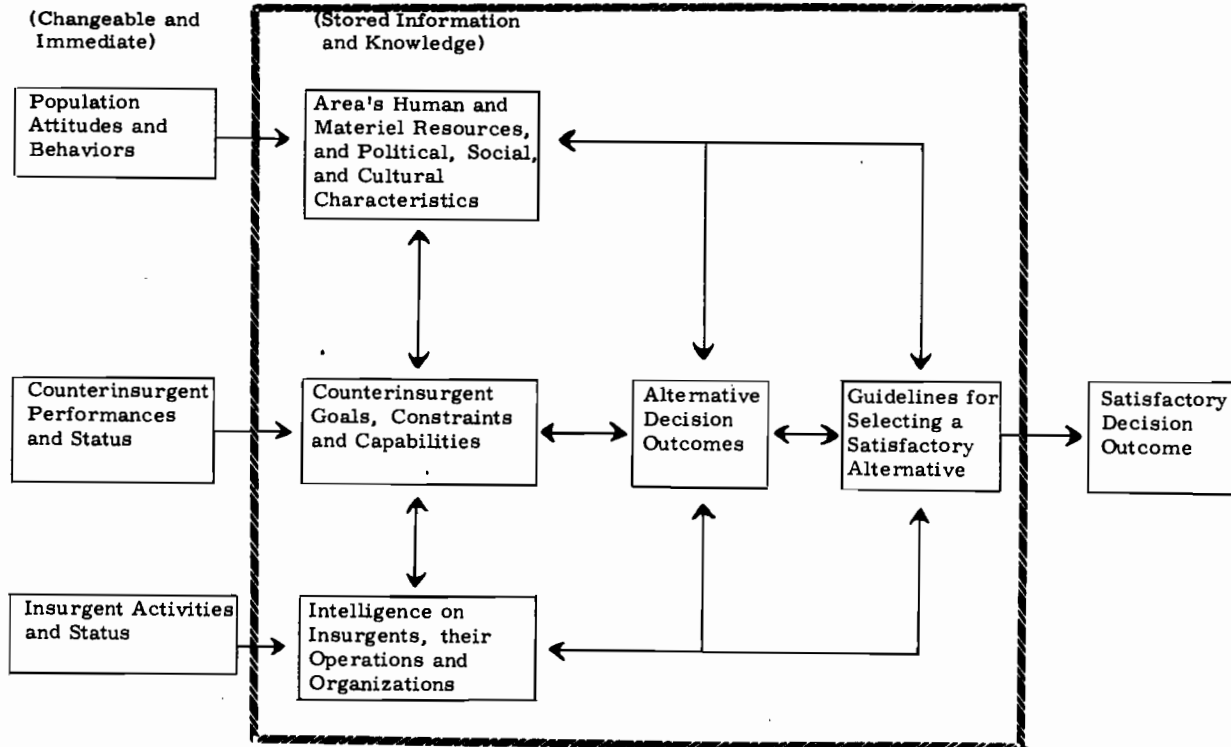 (Changeable and
Immediate)
(Stored Information
and Knowledge)
Population
Attitudes and
Behaviors
Area's Human and
Materiel Resources,
and Political, Social,
and Cultural
Characteristics
Counterinsurgent
Performances
and Status
Counterinsurgent
Goals, Constraints
and Capabilities
Alternative
Decision
Outcomes
Guidelines for
Selecting a
Satisfactory
Alternative
Satisfactory
Decision
Outcome
Insurgent Activities
and Status
Intelligence on
Insurgents, their
Operations and
Organizations